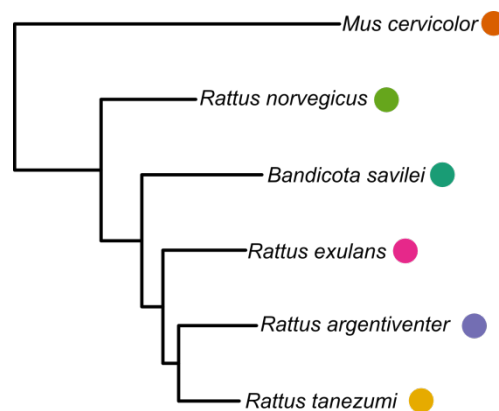 Mus cervicolor
Rattus norvegicus
Bandicota savilei
Rattus exulans
Rattus argentiventer
Rattus tanezumi